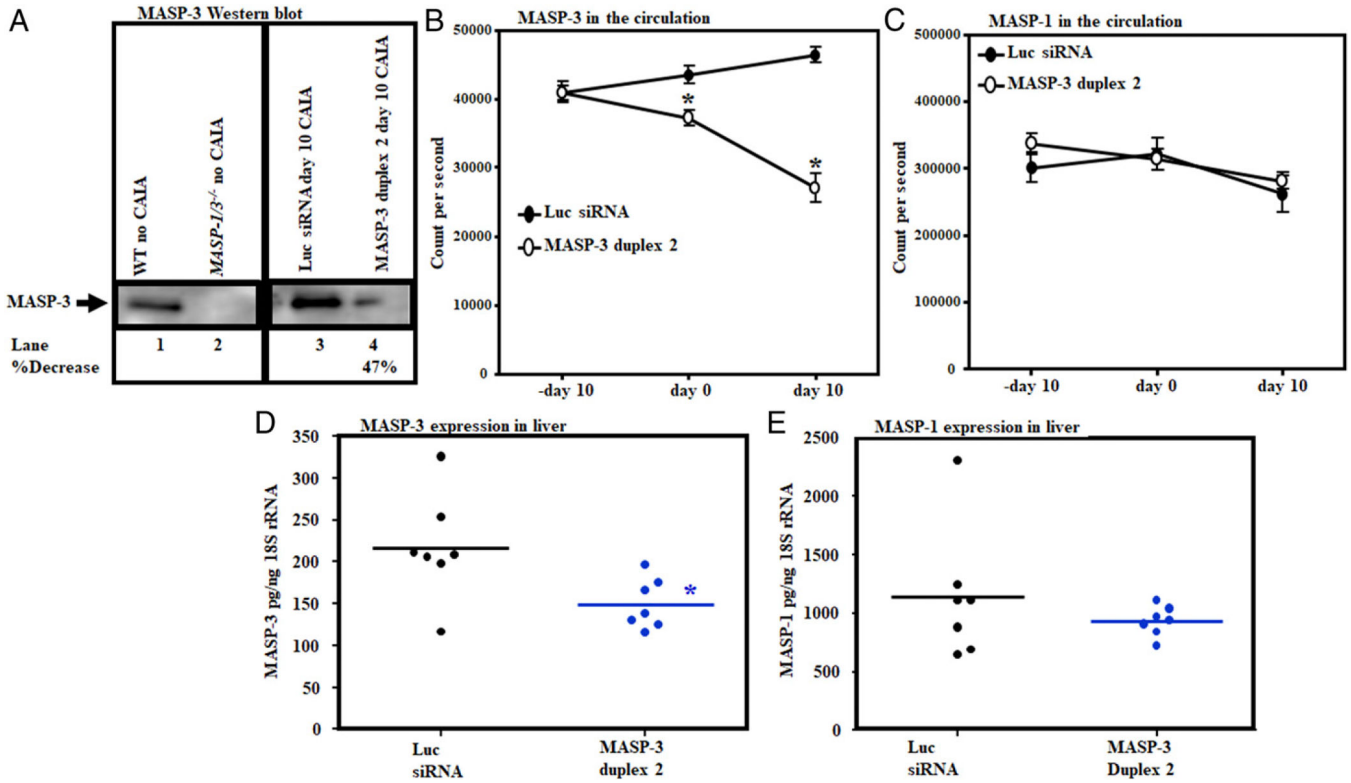 A
MASP-3 Western blot
WT no CAIA
MASP-1/3-/- no CAIA
Luc siRNA day 10 CAIA
MASP-3 duplex 2 day 10 CAIA
MASP-3
Lane 1 2 3 4
%Decrease 47%
B
MASP-3 in the circulation
Count per second
50000
40000
30000
20000
10000
0
* *
Luc siRNA
MASP-3 duplex 2
-day 10 day 0 day 10
C
MASP-1 in the circulation
Count per second
500000
400000
300000
200000
100000
0
Luc siRNA
MASP-3 duplex 2
-day 10 day 0 day 10
D
MASP-3 expression in liver
MASP-3 pg/ng 18S rRNA
350
300
250
200
150
100
50
0
*
Luc siRNA
MASP-3 duplex 2
E
MASP-1 expression in liver
MASP-1 pg/ng 18S rRNA
2500
2000
1500
1000
500
0
Luc siRNA
MASP-3 Duplex 2